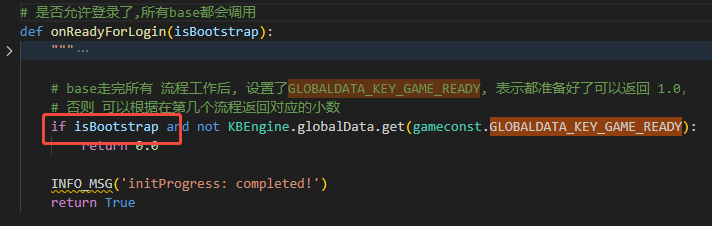 # 是否允许登录了,所有base都会调用
def onReadyForLogin(isBootstrap):
"""…
# base走完所有 流程工作后, 设置了GLOBALDATA_KEY_GAME_READY, 表示都准备好了可以返回 1.0,
# 否则 可以根据在第几个流程返回对应的小数
if isBootstrap and not KBEngine.globalData.get(gameconst.GLOBALDATA_KEY_GAME_READY):
return 0.0
INFO_MSG('initProgress: completed!')
return True